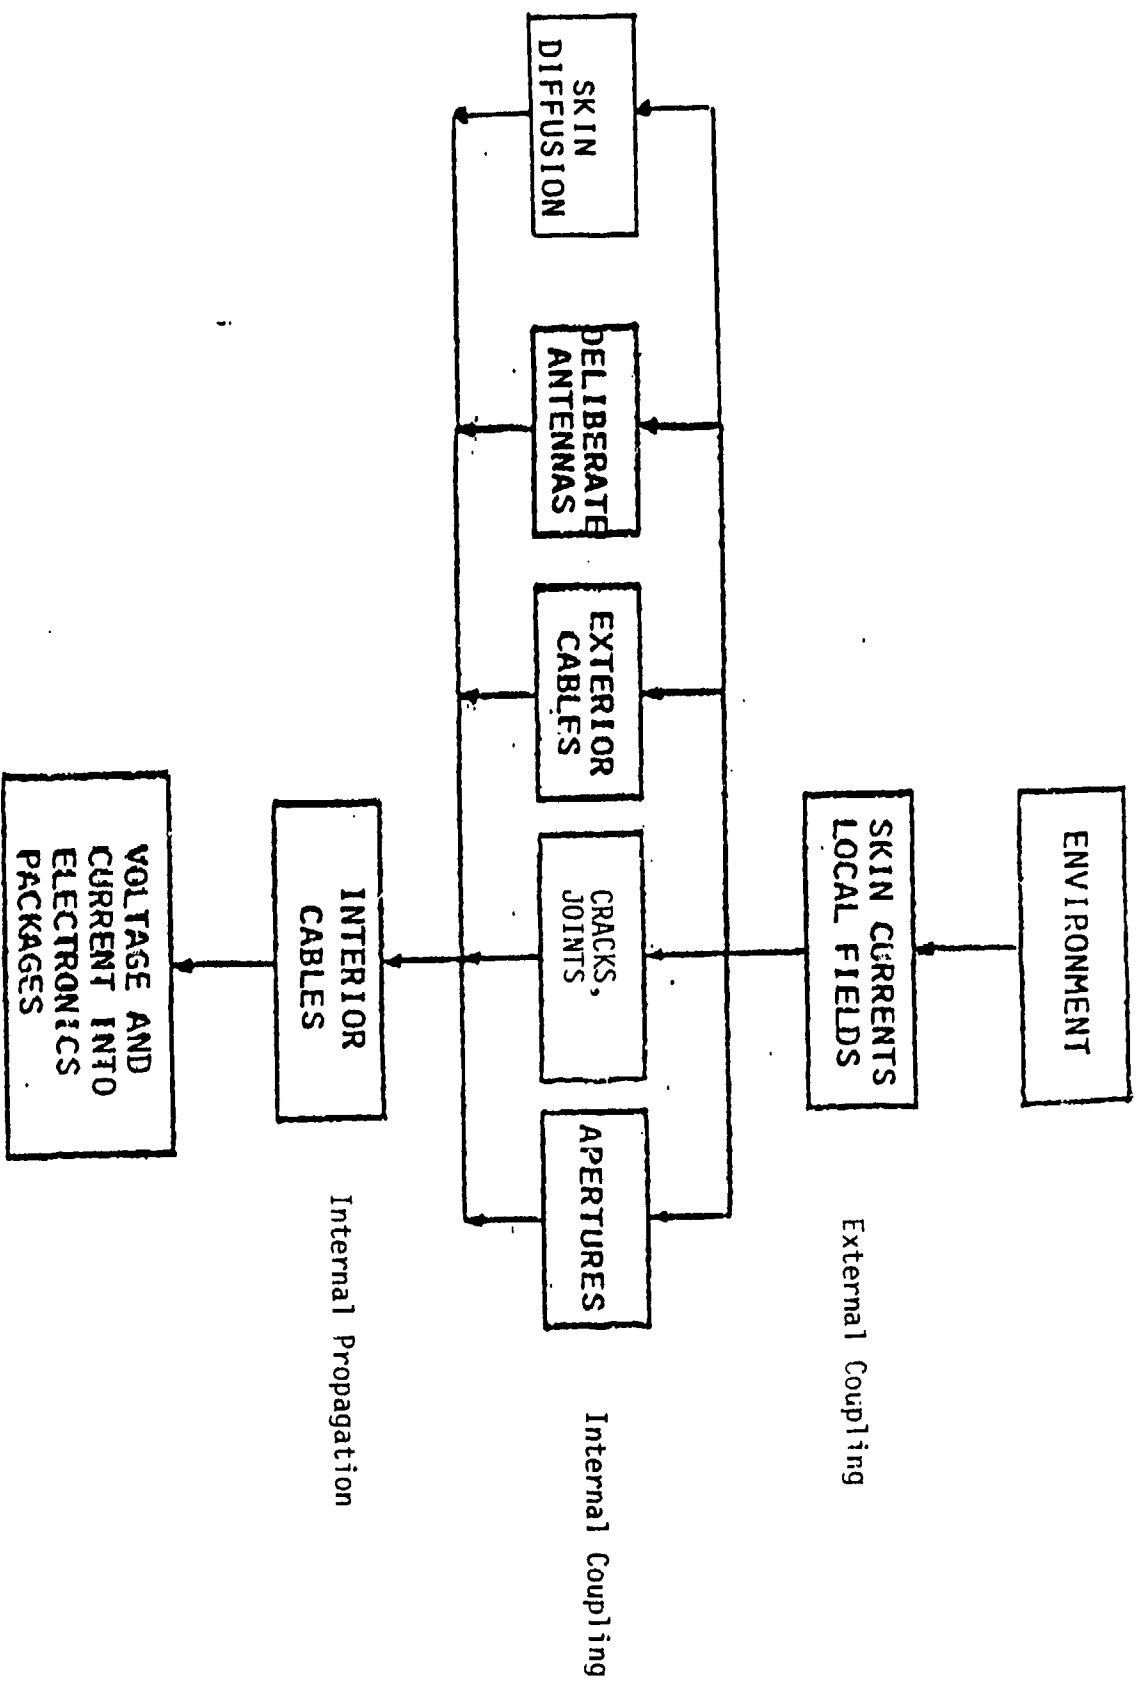 ENVIRONMENT
SKIN CURRENTS
LOCAL FIELDS
External Coupling
SKIN
DIFFUSION
DELIBERATE
ANTENNAS
EXTERIOR
CABLES
CRACKS,
JOINTS
APERTURES
Internal Coupling
INTERIOR
CABLES
Internal Propagation
VOLTAGE AND
CURRENT INTO
ELECTRONICS
PACKAGES